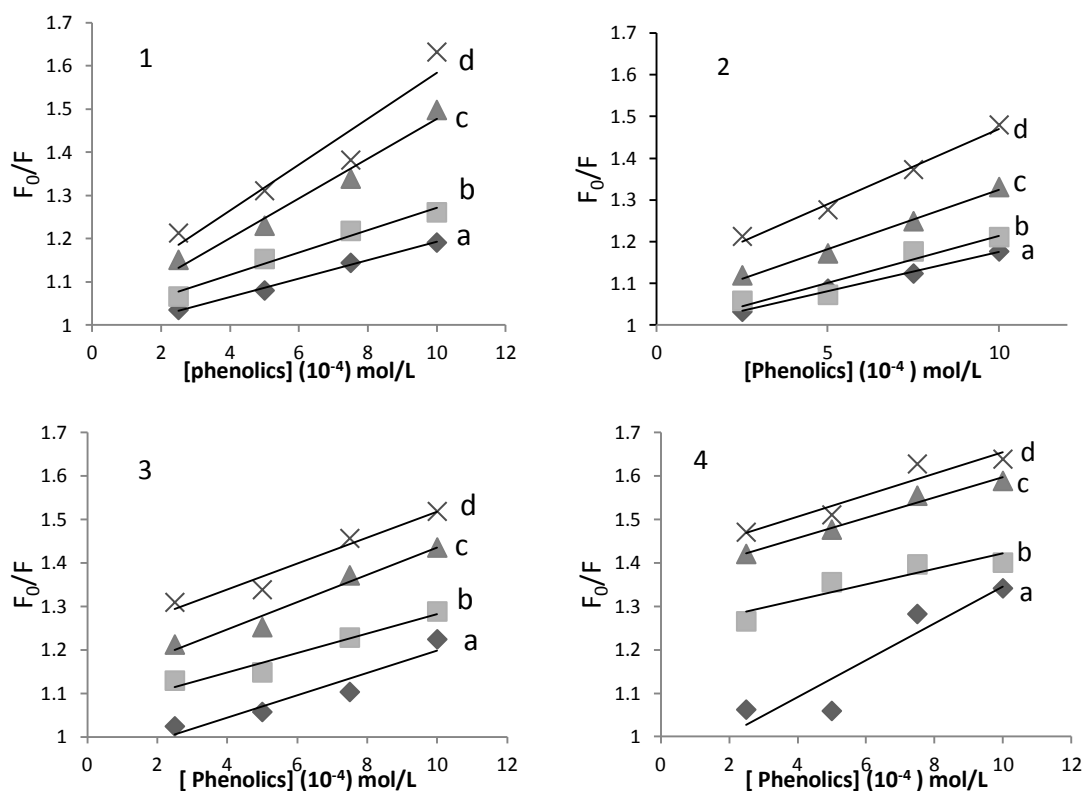 1
F0/F
1.7
1.6
1.5
1.4
1.3
1.2
1.1
1
0 2 4 6 8 10 12
[phenolics] (10-4) mol/L
d
c
b
a
2
F0/F
1.7
1.6
1.5
1.4
1.3
1.2
1.1
1
0 5 10
[Phenolics] (10-4 ) mol/L
d
c
b
a
3
F0/F
1.7
1.6
1.5
1.4
1.3
1.2
1.1
1
0 2 4 6 8 10 12
[ Phenolics] (10-4) mol/L
d
c
b
a
4
F0/F
1.7
1.6
1.5
1.4
1.3
1.2
1.1
1
0 2 4 6 8 10 12
[ Phenolics] (10-4) mol/L
d
c
b
a